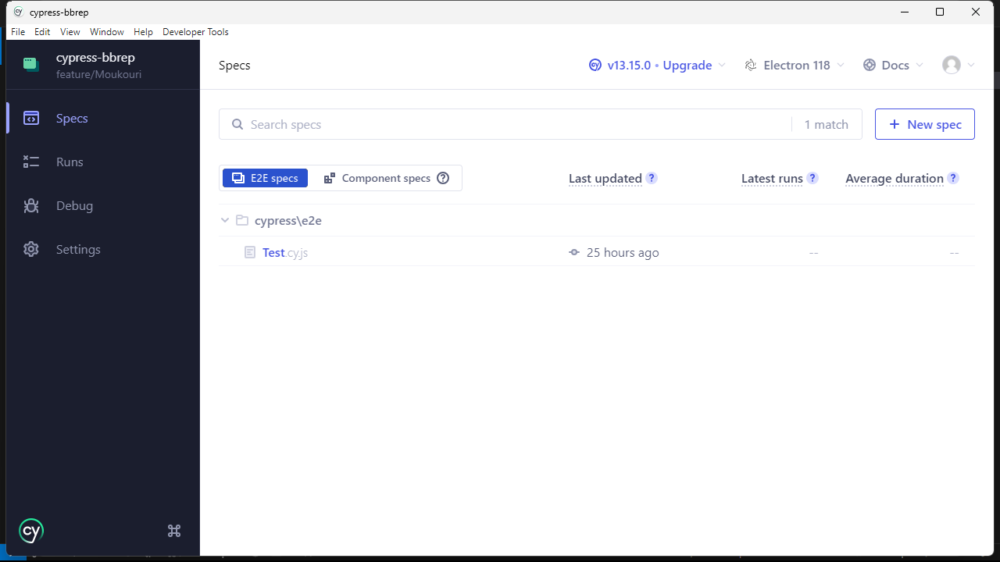 cypress-bbrep
File Edit View Window Help Developer Tools
cypress-bbrep
feature/Moukouri
Specs
Runs
Debug
Settings
cy
Specs
v13.15.0 • Upgrade
Electron 118
Docs
Search specs
1 match
+ New spec
E2E specs
Component specs
Last updated ?
Latest runs ?
Average duration ?
cypress\e2e
Test.cy.js
25 hours ago
--
--